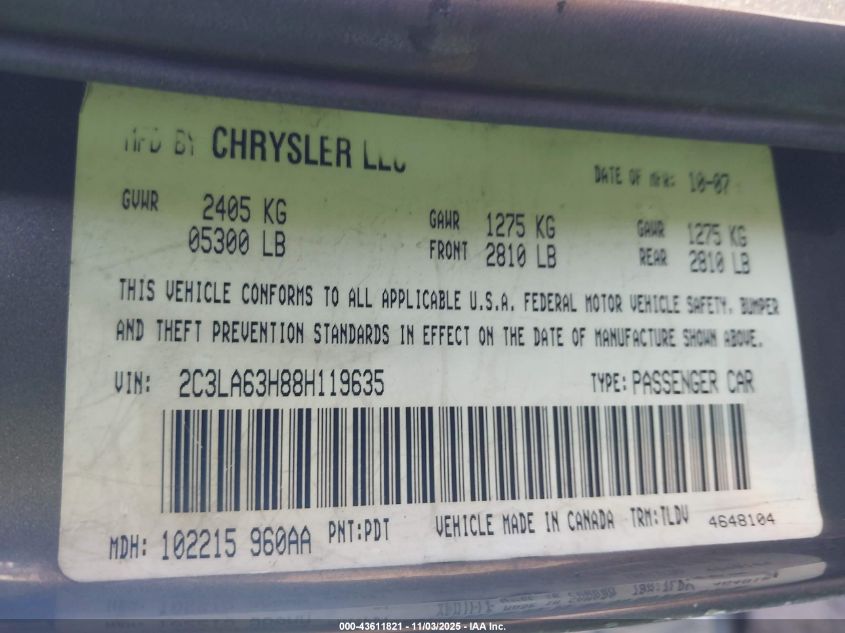 MFD BY CHRYSLER LLC
DATE OF MFR: 10-07
GVWR 2405 KG
05300 LB
GAWR FRONT 1275 KG
2810 LB
GAWR REAR 1275 KG
2810 LB
THIS VEHICLE CONFORMS TO ALL APPLICABLE U.S.A. FEDERAL MOTOR VEHICLE SAFETY, BUMPER
AND THEFT PREVENTION STANDARDS IN EFFECT ON THE DATE OF MANUFACTURE SHOWN ABOVE.
VIN: 2C3LA63H88H119635 TYPE: PASSENGER CAR
MDH: 102215 960AA PNT:PDT VEHICLE MADE IN CANADA TRM:TLDV 4648104
000-43611821 - 11/03/2025 - IAA Inc.